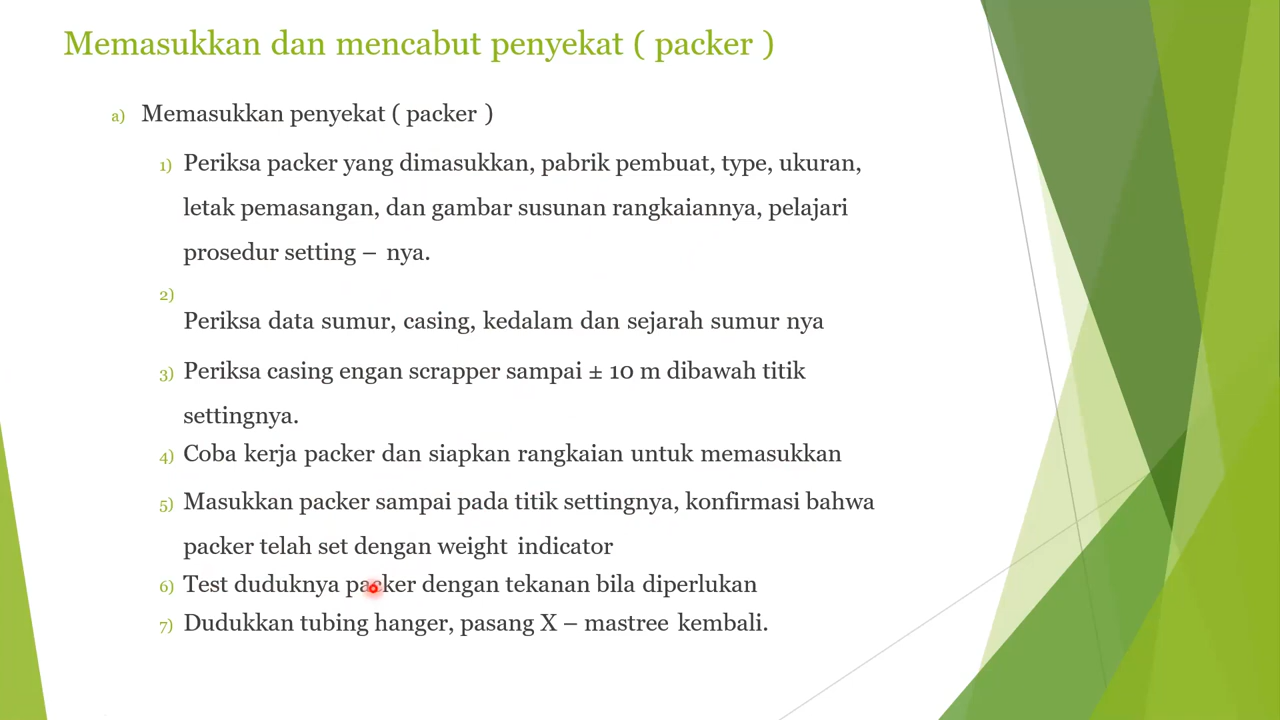 Memasukkan dan mencabut penyekat ( packer )
a) Memasukkan penyekat ( packer )
1) Periksa packer yang dimasukkan, pabrik pembuat, type, ukuran,
letak pemasangan, dan gambar susunan rangkaiannya, pelajari
prosedur setting – nya.
2)
Periksa data sumur, casing, kedalam dan sejarah sumur nya
3) Periksa casing engan scrapper sampai ± 10 m dibawah titik
settingnya.
4) Coba kerja packer dan siapkan rangkaian untuk memasukkan
5) Masukkan packer sampai pada titik settingnya, konfirmasi bahwa
packer telah set dengan weight indicator
6) Test duduknya packer dengan tekanan bila diperlukan
7) Dudukkan tubing hanger, pasang X – mastree kembali.